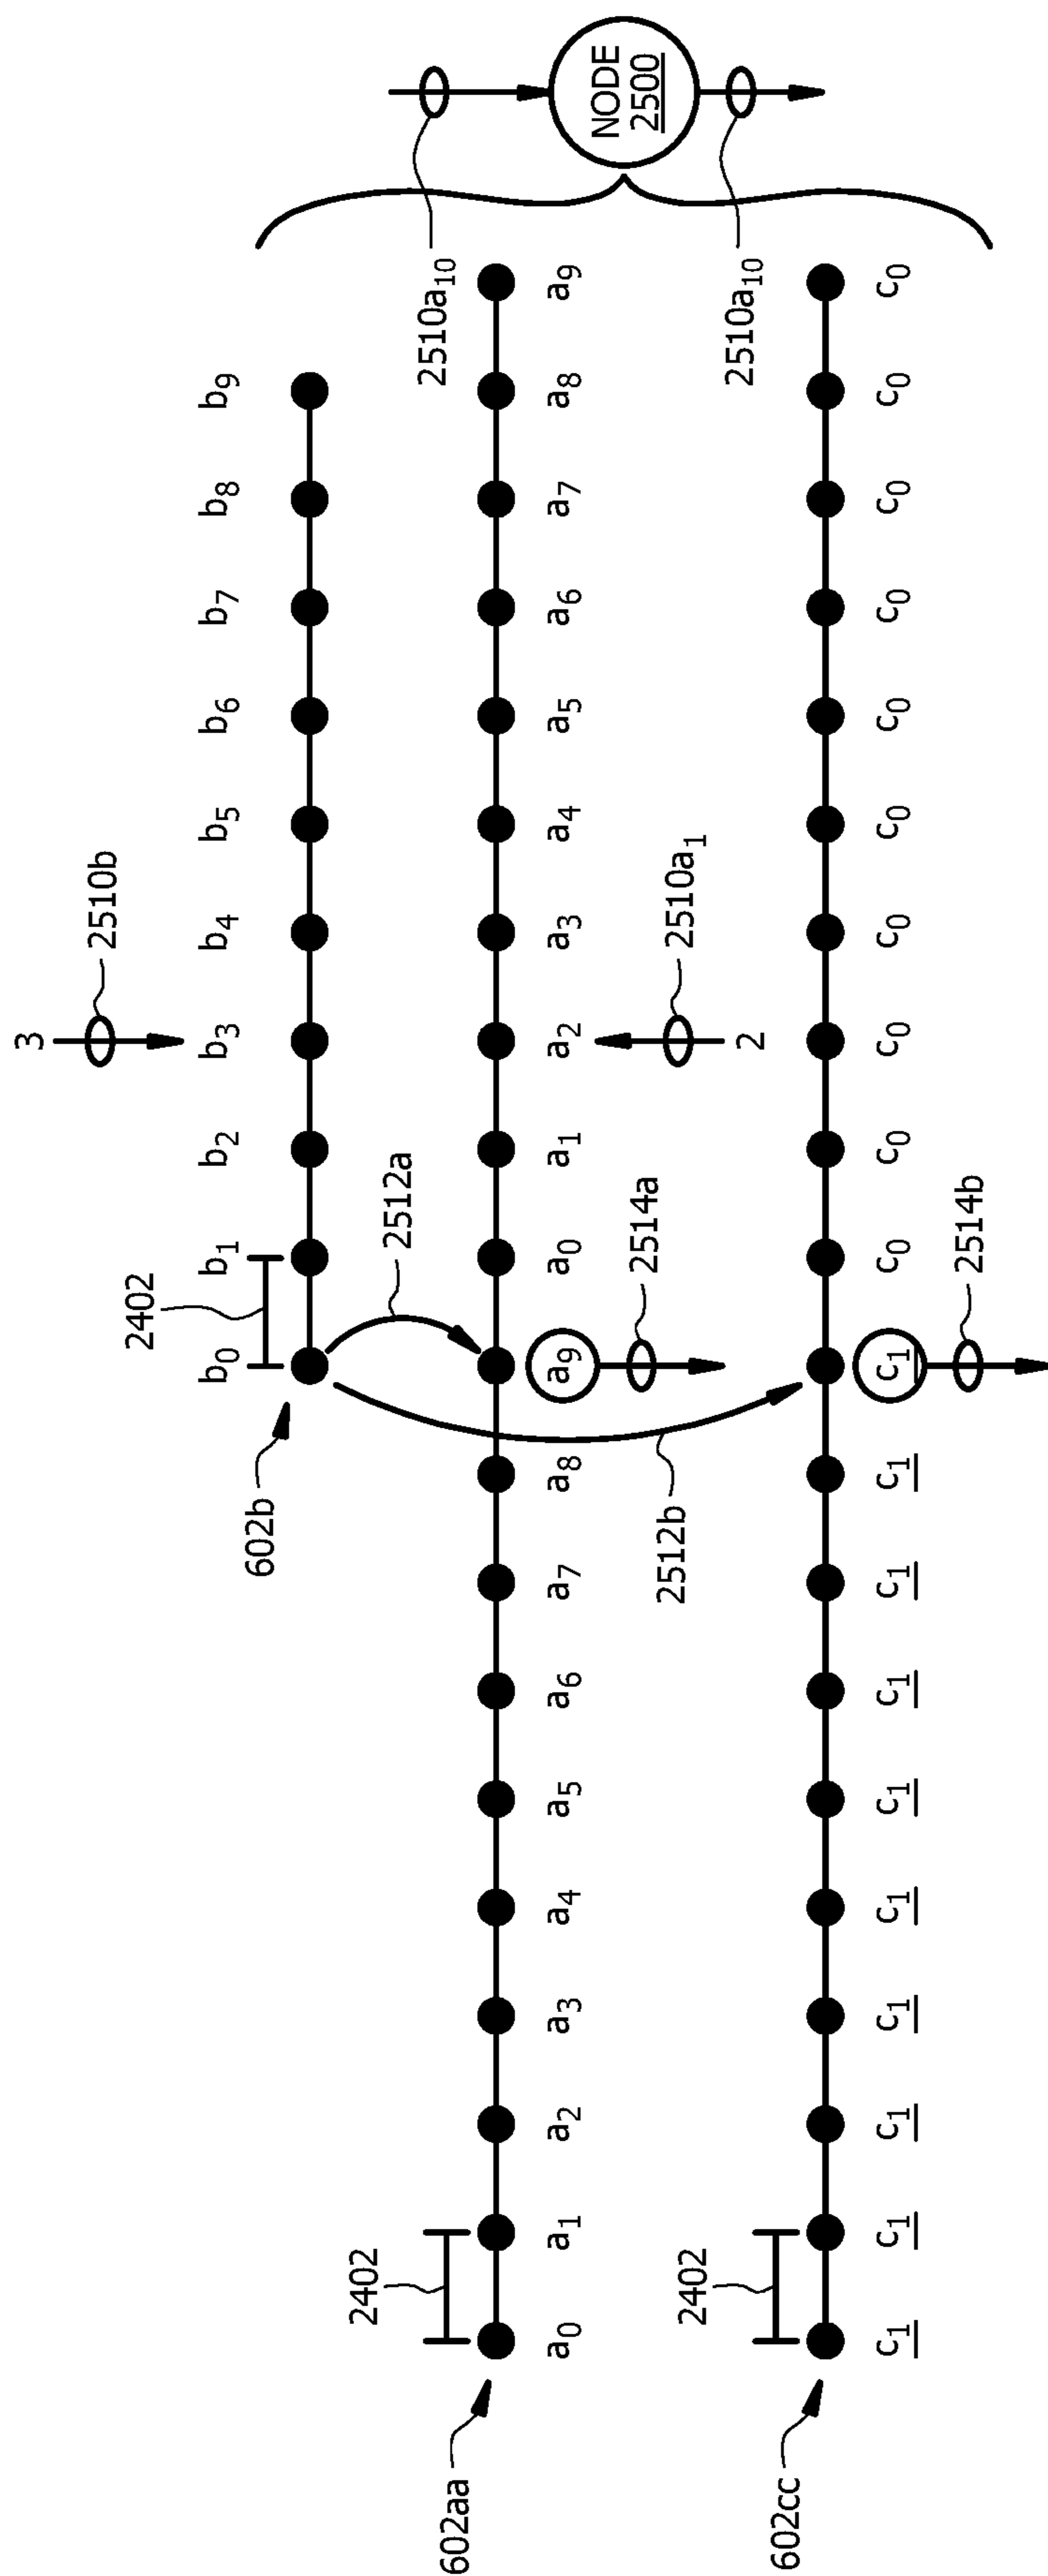 3
2510b
2402
b₀ b₁ b₂ b₃ b₄ b₅ b₆ b₇ b₈ b₉
602b
2402
2512a
2510a₁₀
602aa
a₀ a₁ a₂ a₃ a₄ a₅ a₆ a₇ a₈ a₉ a₀ a₁ a₂ a₃ a₄ a₅ a₆ a₇ a₈ a₉
NODE
2500
2514a
2512b
2510a₁
2402
2510a₁₀
2
602cc
c₁ c₁ c₁ c₁ c₁ c₁ c₁ c₁ c₁ c₁ c₀ c₀ c₀ c₀ c₀ c₀ c₀ c₀ c₀ c₀
2514b